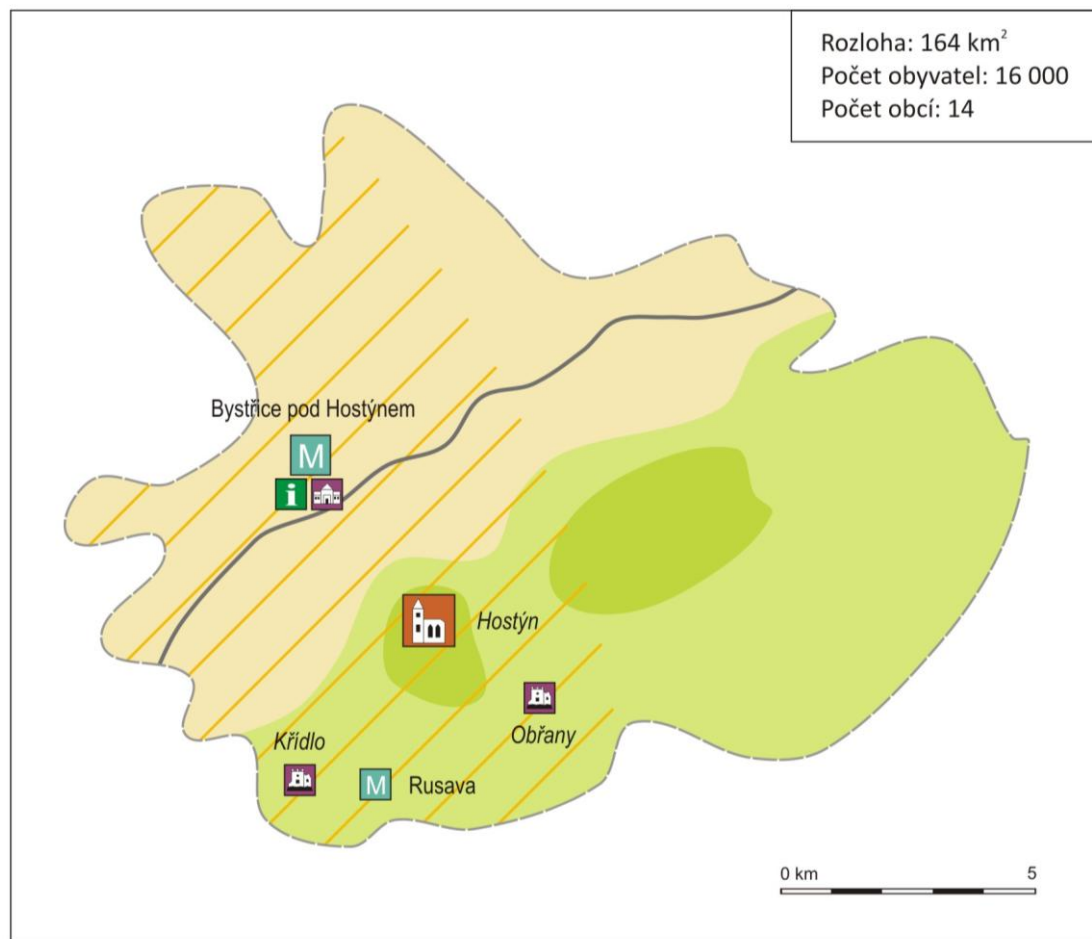 Rozloha: 164 km²
Počet obyvatel: 16 000
Počet obcí: 14
Bystřice pod Hostýnem
M
i
Hostýn
Obřany
Křídlo
M
Rusava
0 km 5